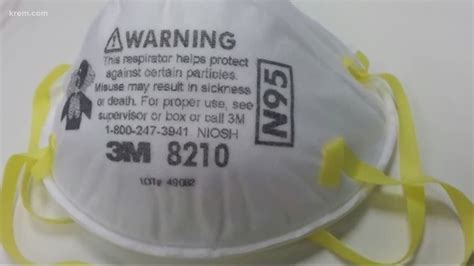 krem.com
⚠WARNING
This respirator helps protect
against certain particles.
Misuse may result in sickness
or death. For proper use, see
supervisor or box or call 3M
1-800-247-3941 NIOSH
N95
3M 8210